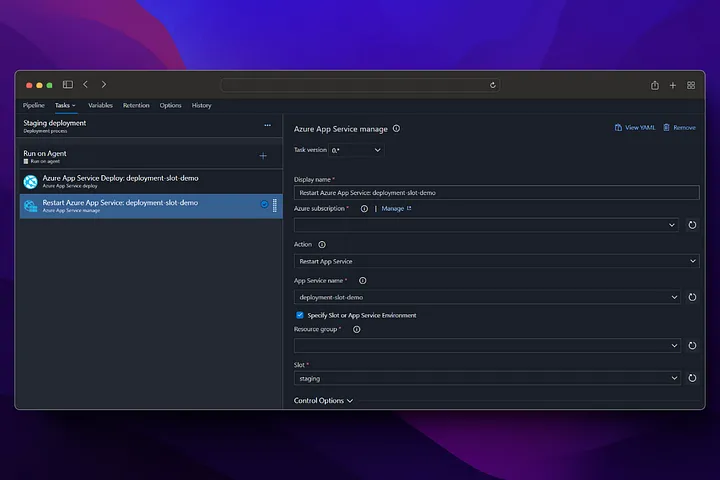 Pipeline Tasks Variables Retention Options History
Staging deployment
Deployment process
Run on Agent
Run on agent
Azure App Service Deploy: deployment-slot-demo
Azure App Service deploy
Restart Azure App Service: deployment-slot-demo
Azure App Service manage
Azure App Service manage
View YAML Remove
Task version 0.*
Display name *
Restart Azure App Service: deployment-slot-demo
Azure subscription * | Manage
Action
Restart App Service
App Service name *
deployment-slot-demo
Specify Slot or App Service Environment
Resource group *
Slot *
staging
Control Options